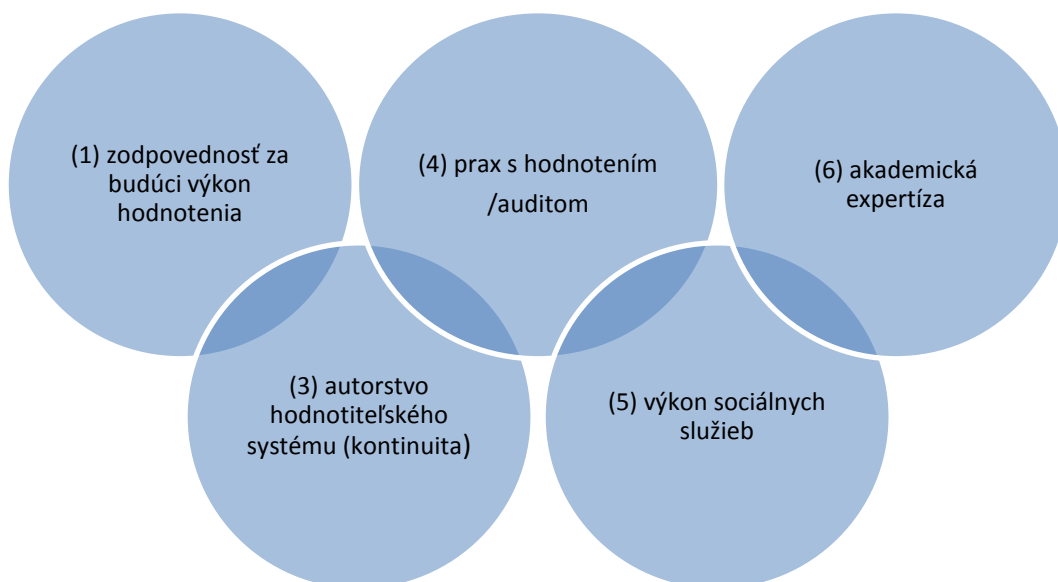 (1) zodpovednosť za
budúci výkon
hodnotenia
(4) prax s hodnotením
/auditom
(6) akademická
expertíza
(3) autorstvo
hodnotiteľského
systému (kontinuita)
(5) výkon sociálnych
služieb